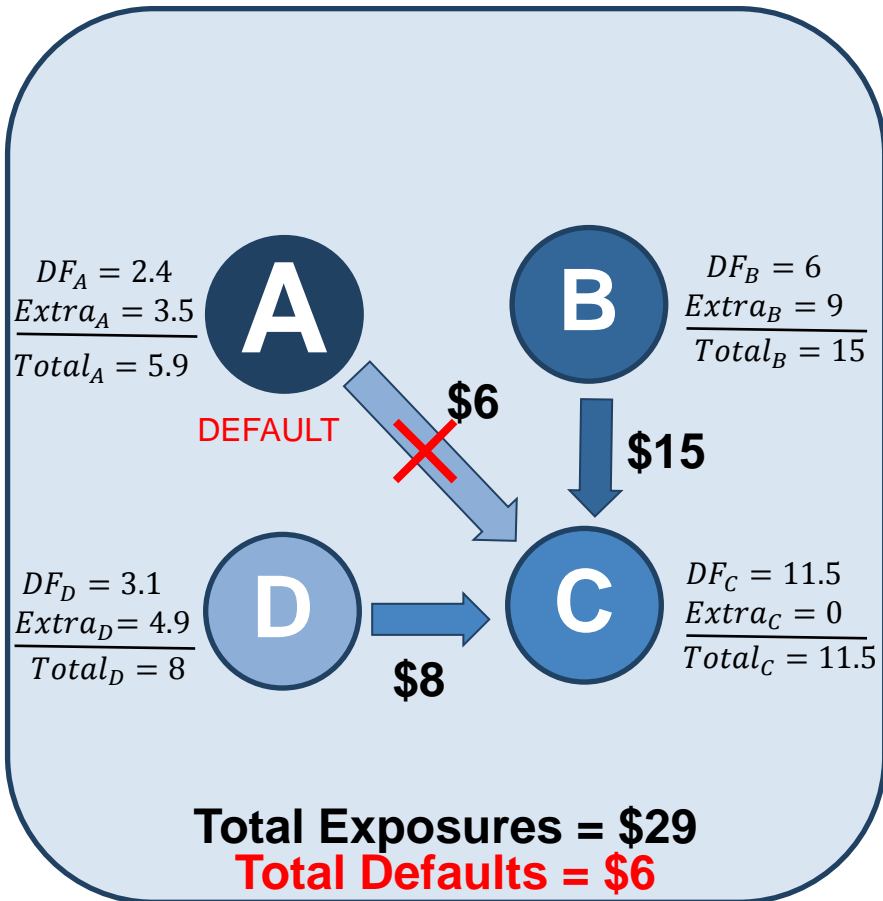 A
B
DF_A = 2.4
Extra_A = 3.5
Total_A = 5.9
DF_B = 6
Extra_B = 9
Total_B = 15
DEFAULT
$6
$15
D
C
DF_D = 3.1
Extra_D= 4.9
Total_D = 8
DF_C = 11.5
Extra_C = 0
Total_C = 11.5
$8
Total Exposures = $29
Total Defaults = $6